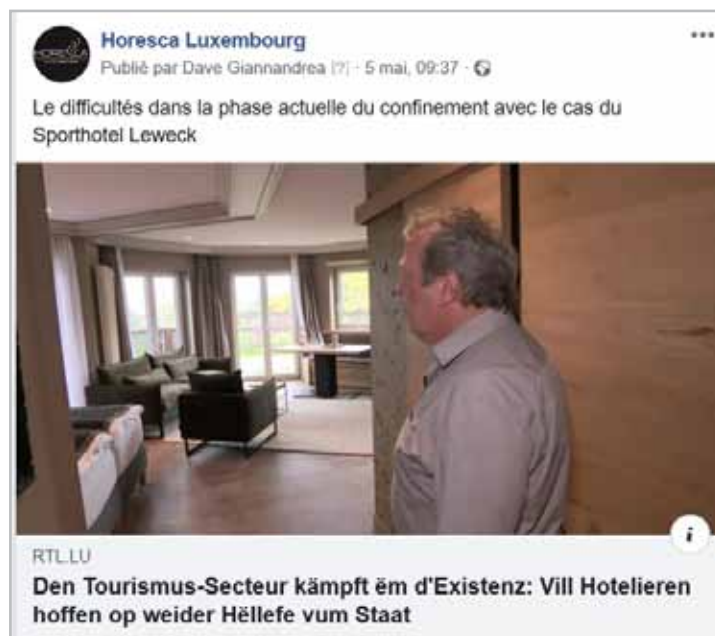 HORESCA
Horesca Luxembourg
Publié par Dave Giannandrea [?] · 5 mai, 09:37 ·
Le difficultés dans la phase actuelle du confinement avec le cas du
Sporthotel Leweck
i
RTL.LU
Den Tourismus-Secteur kämpft ëm d'Existenz: Vill Hotelieren
hoffen op weider Hëllefe vum Staat